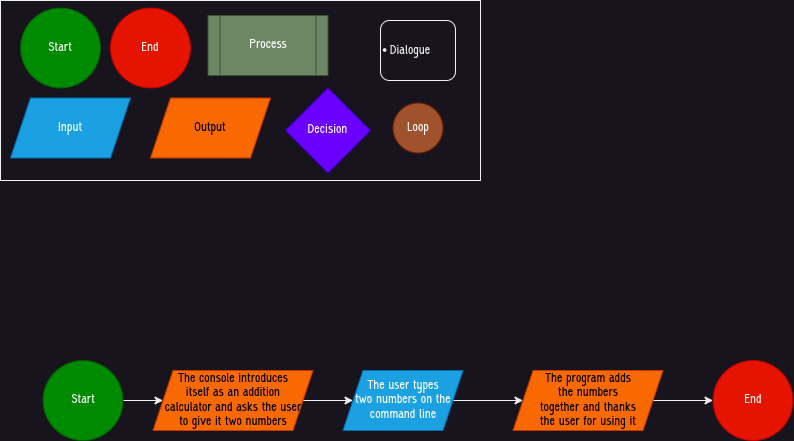 Start
End
Process
• Dialogue
Input
Output
Decision
Loop
Start
The console introduces
itself as an addition
calculator and asks the user
to give it two numbers
The user types
two numbers on the
command line
The program adds
the numbers
together and thanks
the user for using it
End